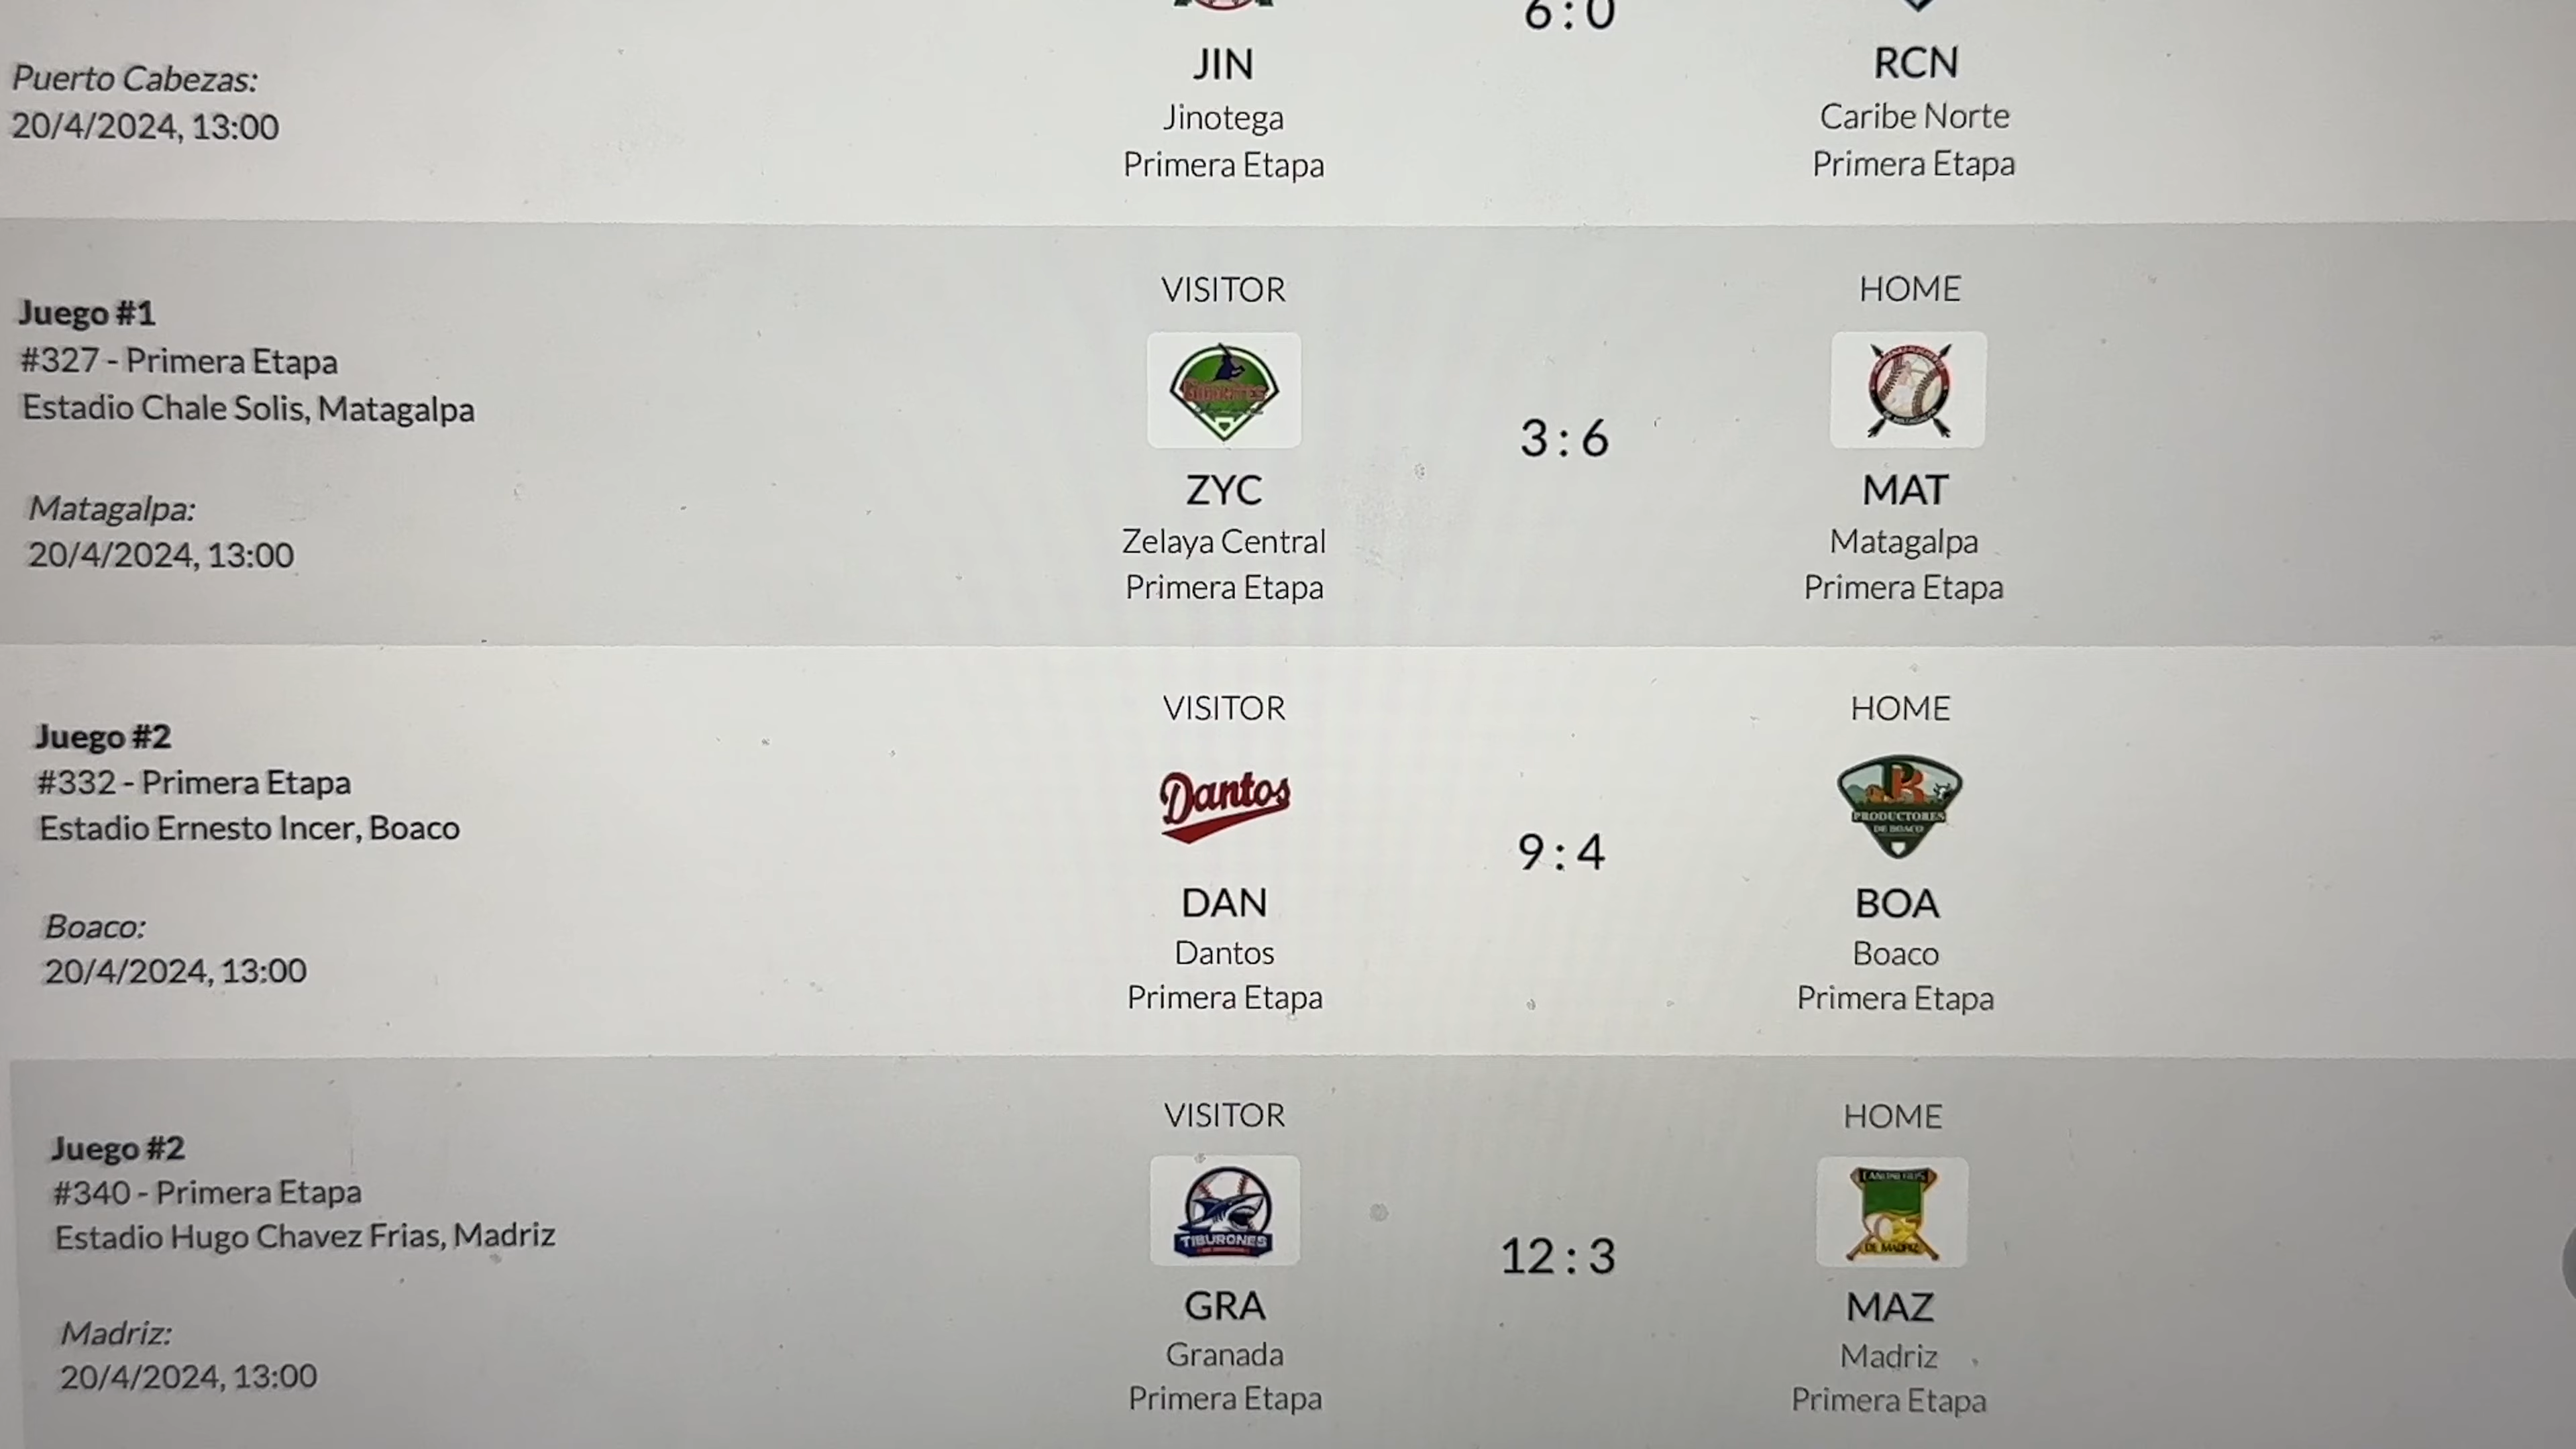 6:0
JIN
RCN
Puerto Cabezas:
20/4/2024, 13:00
Jinotega
Primera Etapa
Caribe Norte
Primera Etapa
Juego #1
#327 - Primera Etapa
Estadio Chale Solis, Matagalpa
Matagalpa:
20/4/2024, 13:00
VISITOR
ZYC
Zelaya Central
Primera Etapa
3:6
HOME
MAT
Matagalpa
Primera Etapa
Juego #2
#332 - Primera Etapa
Estadio Ernesto Incer, Boaco
Boaco:
20/4/2024, 13:00
VISITOR
Dantos
DAN
Dantos
Primera Etapa
9:4
HOME
PRODUCTORES
DE BOACO
BOA
Boaco
Primera Etapa
Juego #2
#340 - Primera Etapa
Estadio Hugo Chavez Frias, Madriz
Madriz:
20/4/2024, 13:00
VISITOR
TIBURONES
GRA
Granada
Primera Etapa
12:3
HOME
DE MADRIZ
MAZ
Madriz
Primera Etapa